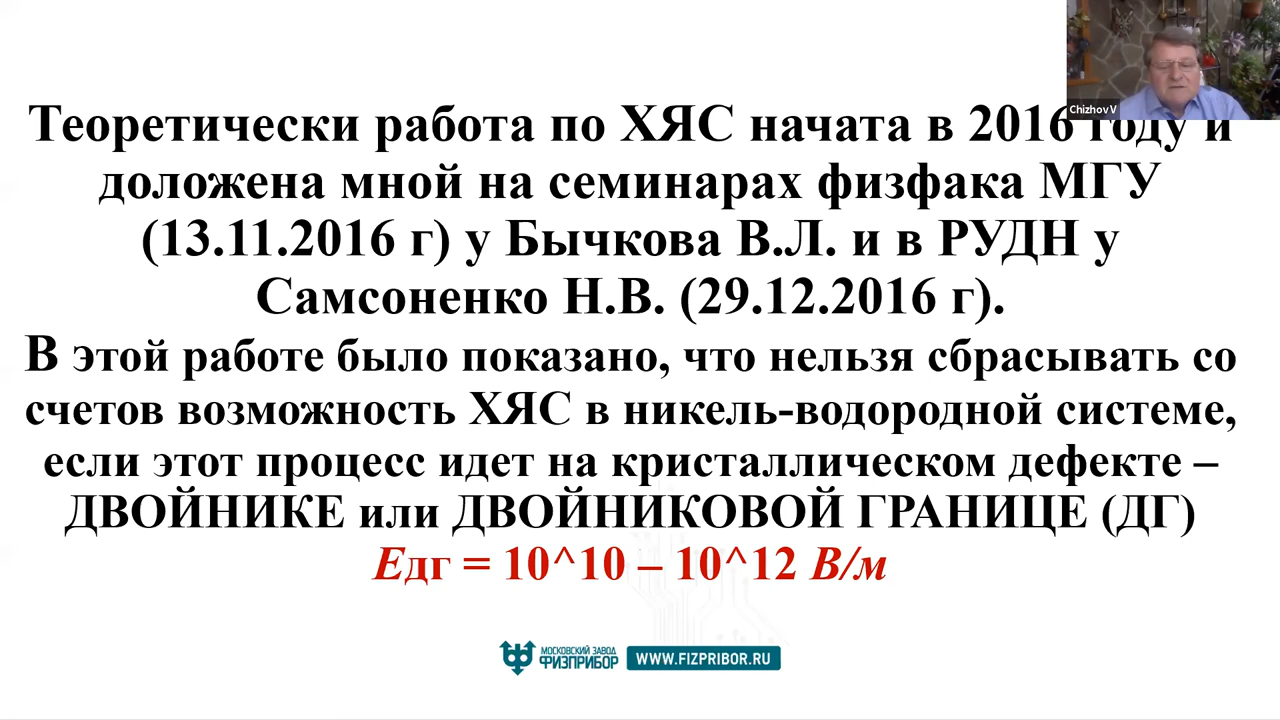 Chizhov V
Теоретически работа по ХЯС начата в 2016 году и
доложена мной на семинарах физфака МГУ
(13.11.2016 г) у Бычкова В.Л. и в РУДН у
Самсоненко Н.В. (29.12.2016 г).
В этой работе было показано, что нельзя сбрасывать со
счетов возможность ХЯС в никель-водородной системе,
если этот процесс идет на кристаллическом дефекте –
ДВОЙНИКЕ или ДВОЙНИКОВОЙ ГРАНИЦЕ (ДГ)
Едг = 10^10 – 10^12 В/м
МОСКОВСКИЙ ЗАВОД
ФИЗПРИБОР
WWW.FIZPRIBOR.RU